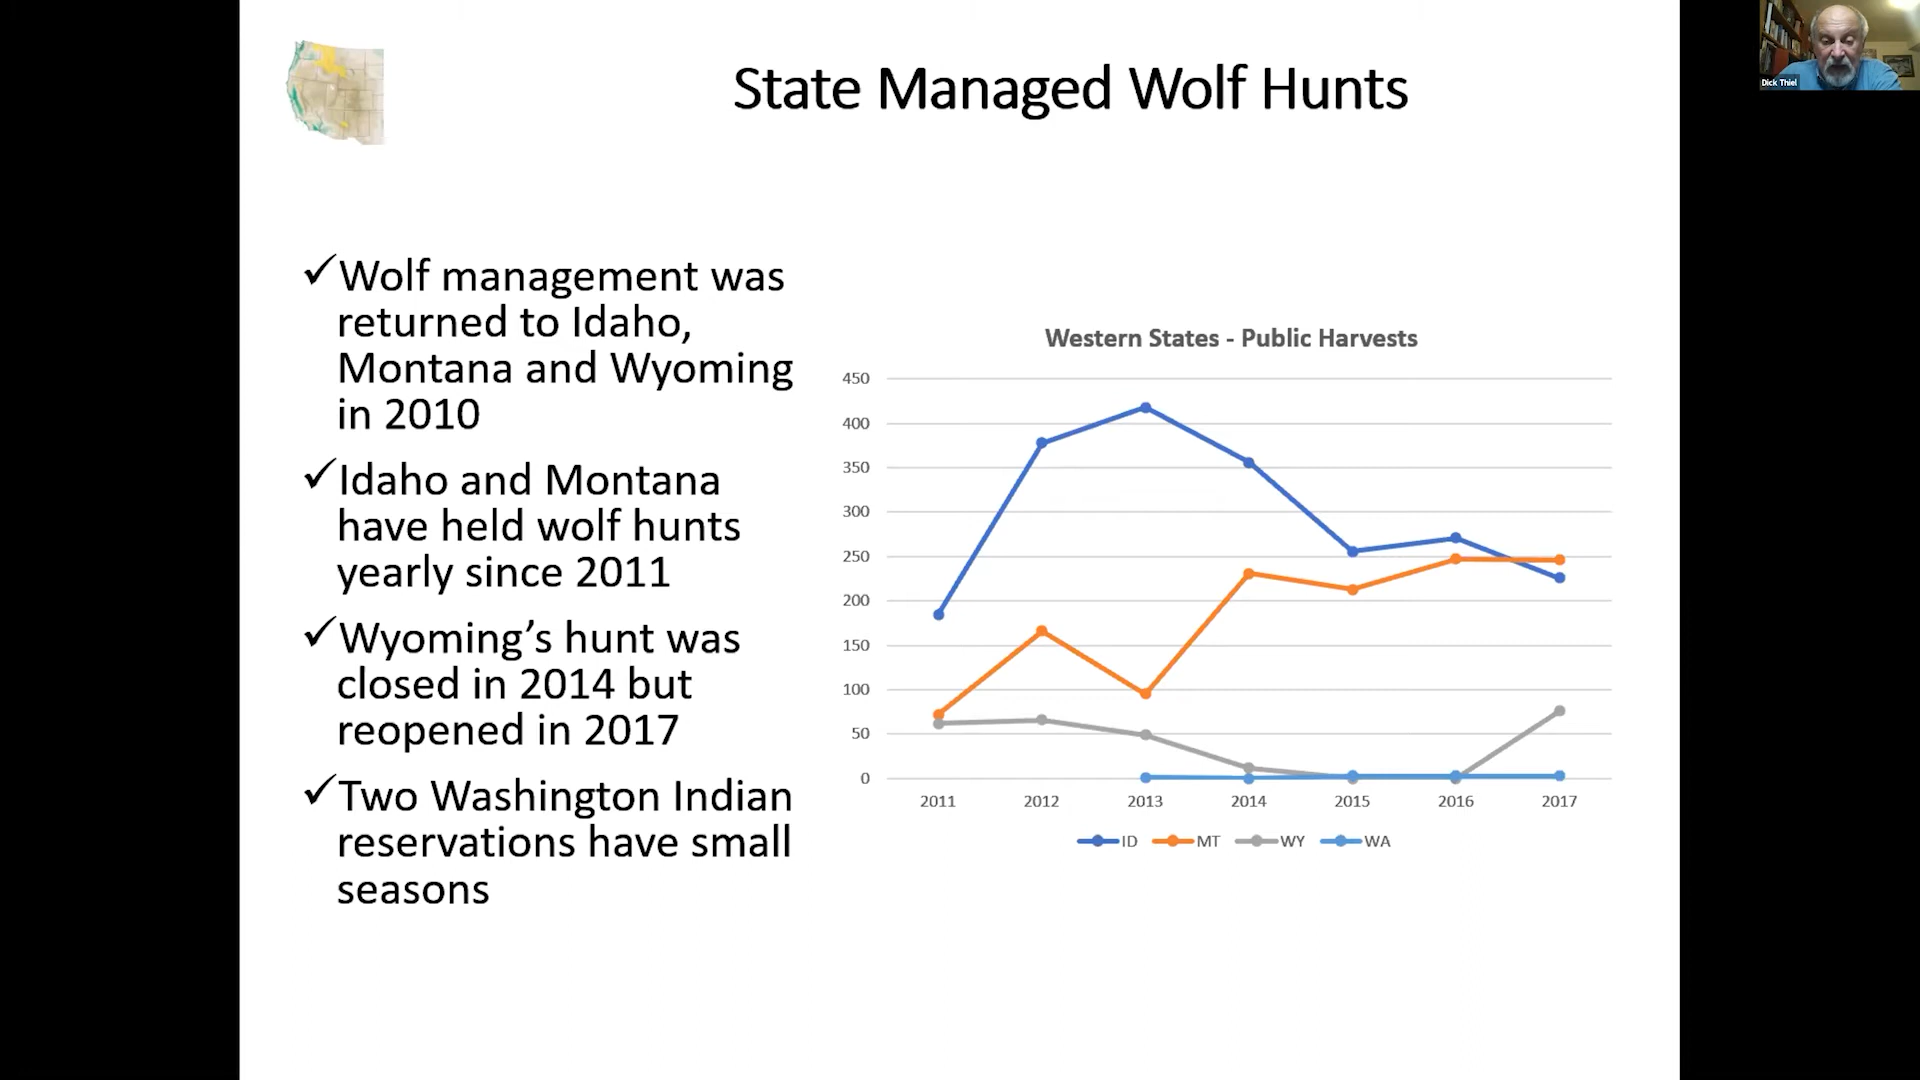 State Managed Wolf Hunts
Dick Thiel
✓Wolf management was
returned to Idaho,
Montana and Wyoming
in 2010
✓Idaho and Montana
have held wolf hunts
yearly since 2011
✓Wyoming’s hunt was
closed in 2014 but
reopened in 2017
✓Two Washington Indian
reservations have small
seasons
Western States - Public Harvests
450
400
350
300
250
200
150
100
50
0
2011 2012 2013 2014 2015 2016 2017
ID MT WY WA